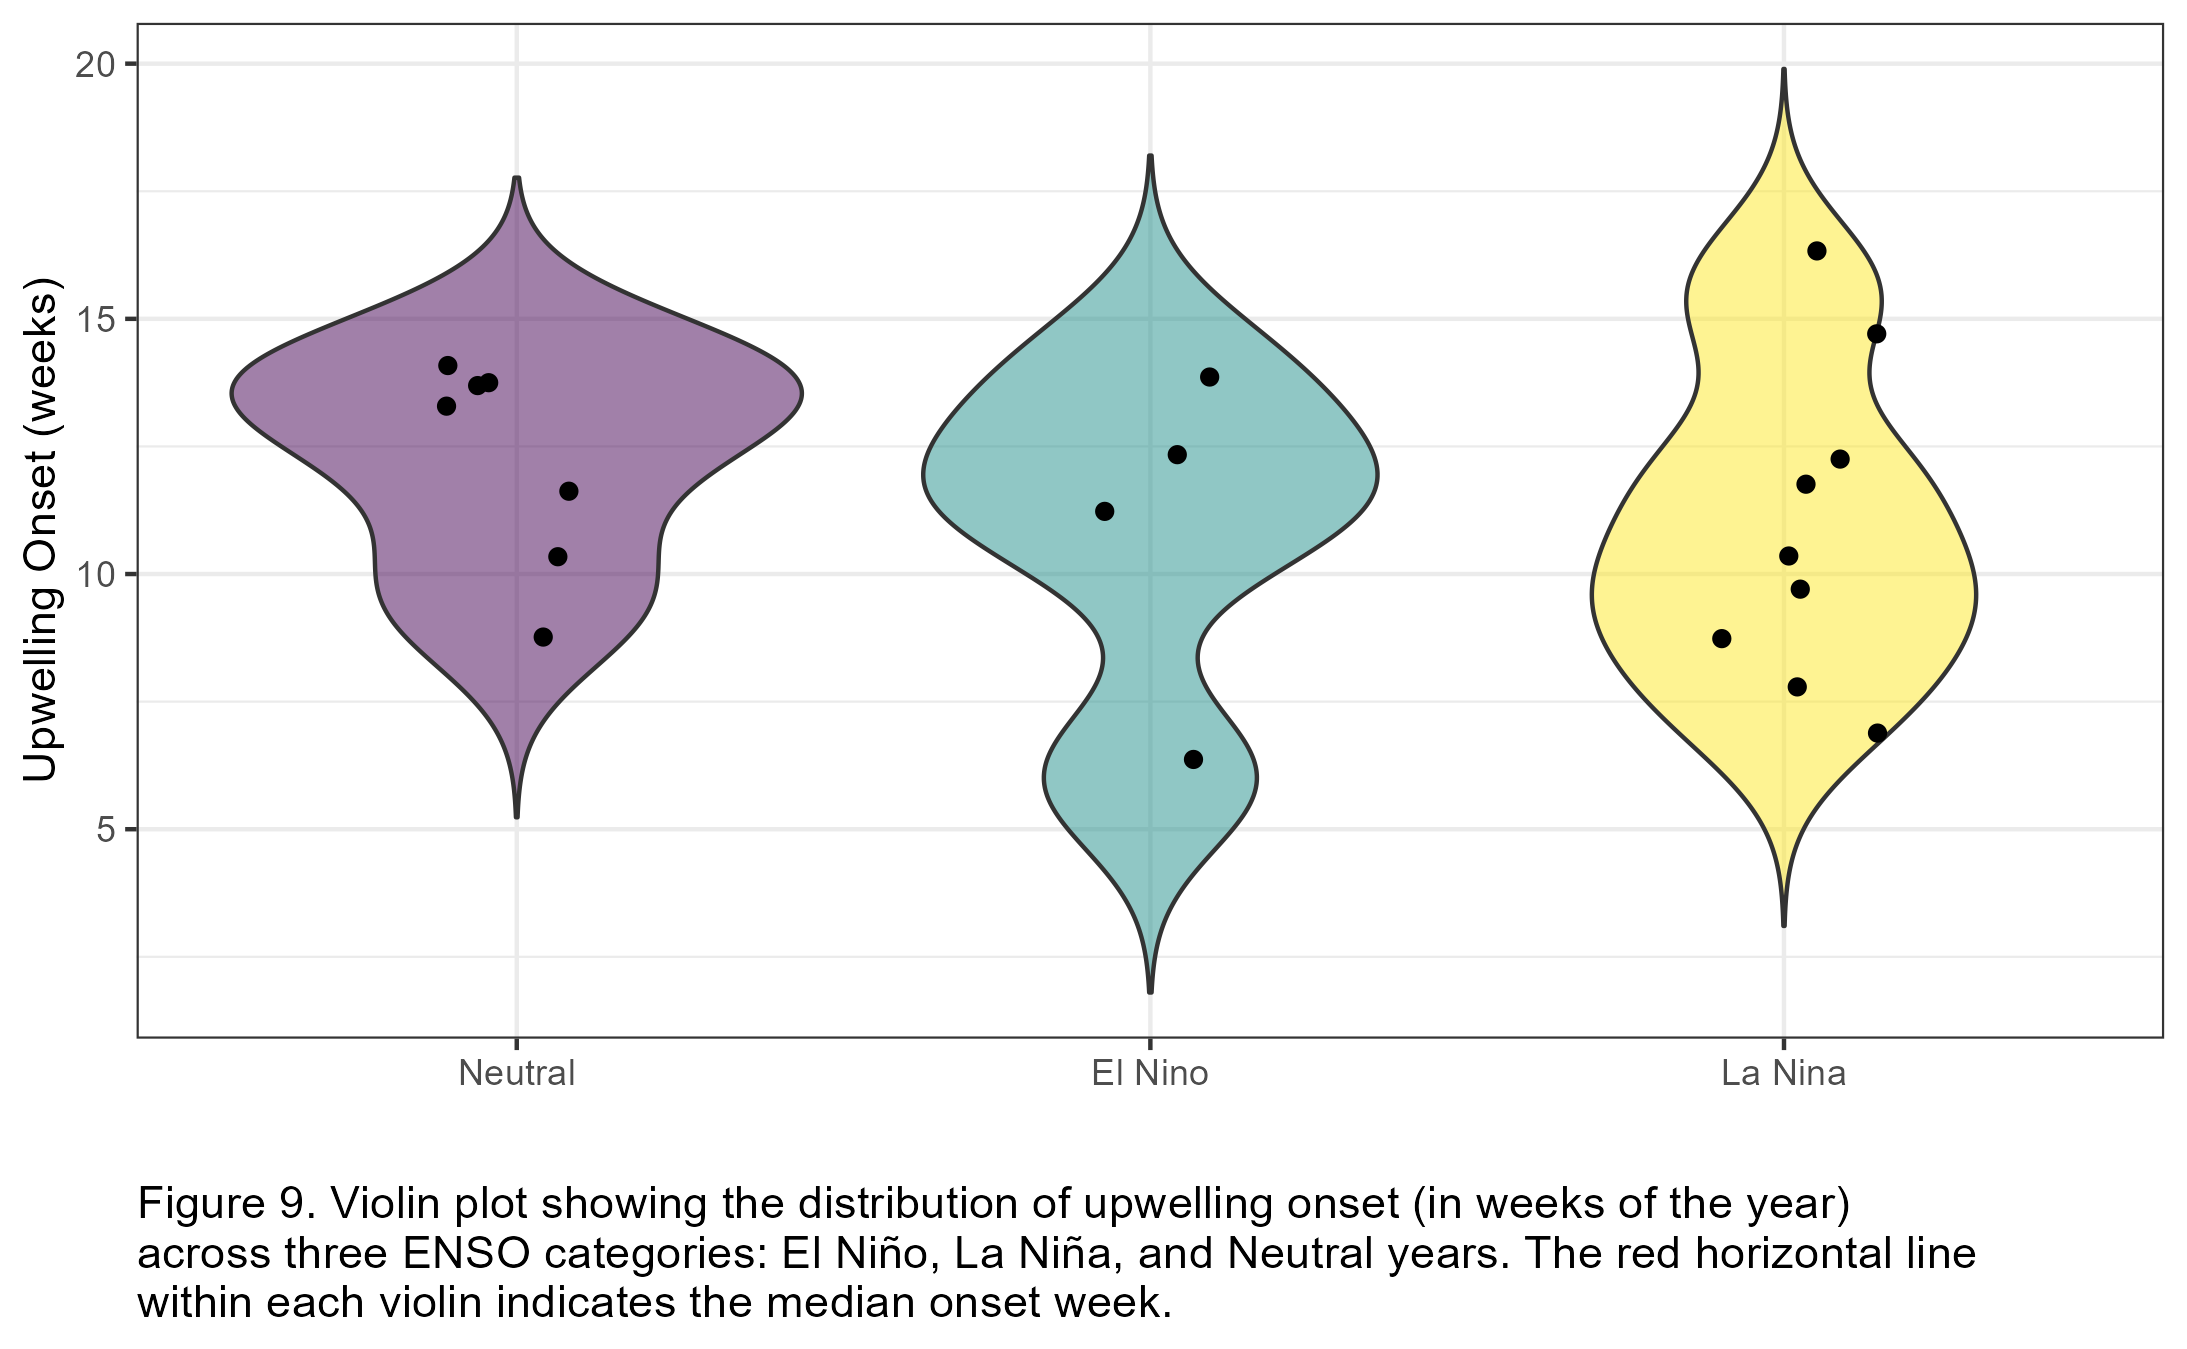 20
15
10
5
Upwelling Onset (weeks)
Neutral
El Nino
La Nina
Figure 9. Violin plot showing the distribution of upwelling onset (in weeks of the year)
across three ENSO categories: El Niño, La Niña, and Neutral years. The red horizontal line
within each violin indicates the median onset week.